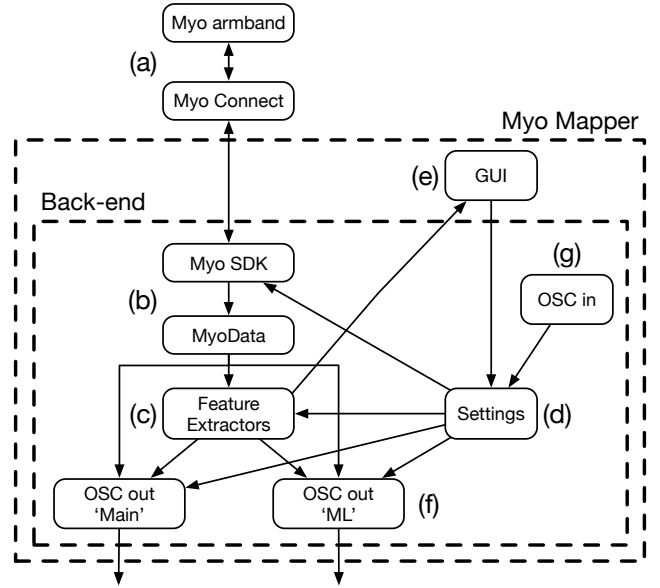 Myo armband
(a)
Myo Connect
Myo Mapper
(e)
GUI
Back-end
Myo SDK
(g)
(b)
OSC in
MyoData
(c)
Feature
Extractors
Settings
(d)
OSC out
‘Main’
OSC out
‘ML’
(f)